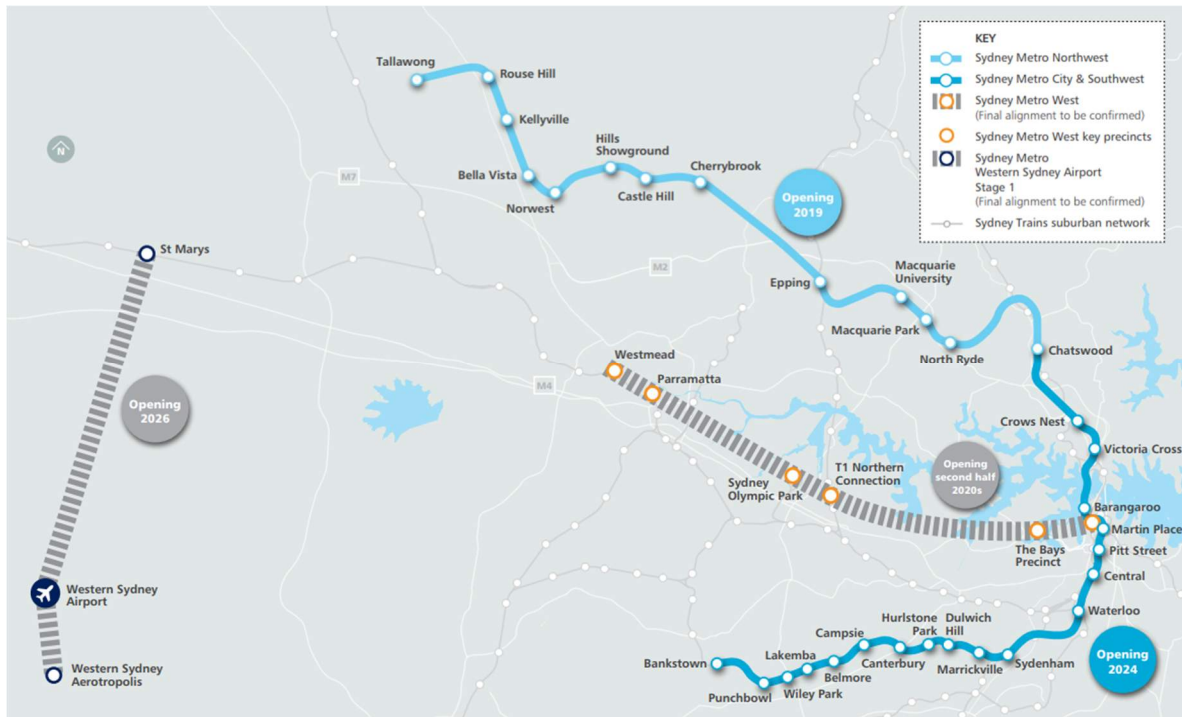 KEY
Sydney Metro Northwest
Sydney Metro City & Southwest
Sydney Metro West
(Final alignment to be confirmed)
Sydney Metro West key precincts
Sydney Metro
Western Sydney Airport
Stage 1
(Final alignment to be confirmed)
Sydney Trains suburban network
Tallawong
Rouse Hill
Kellyville
N
Hills
Showground
Cherrybrook
M7
Bella Vista
Norwest
Castle Hill
Opening
2019
St Marys
M2
Epping
Macquarie
University
Macquarie Park
North Ryde
Chatswood
Westmead
Parramatta
M4
Opening
2026
Crows Nest
Victoria Cross
Sydney
Olympic Park
T1 Northern
Connection
Opening
second half
2020s
Barangaroo
Martin Place
The Bays
Precinct
Pitt Street
Central
Western Sydney
Airport
Waterloo
Hurlstone
Park
Dulwich
Hill
Campsie
Lakemba
Bankstown
Canterbury
Belmore
Marrickville
Sydenham
Opening
2024
Western Sydney
Aerotropolis
Punchbowl
Wiley Park